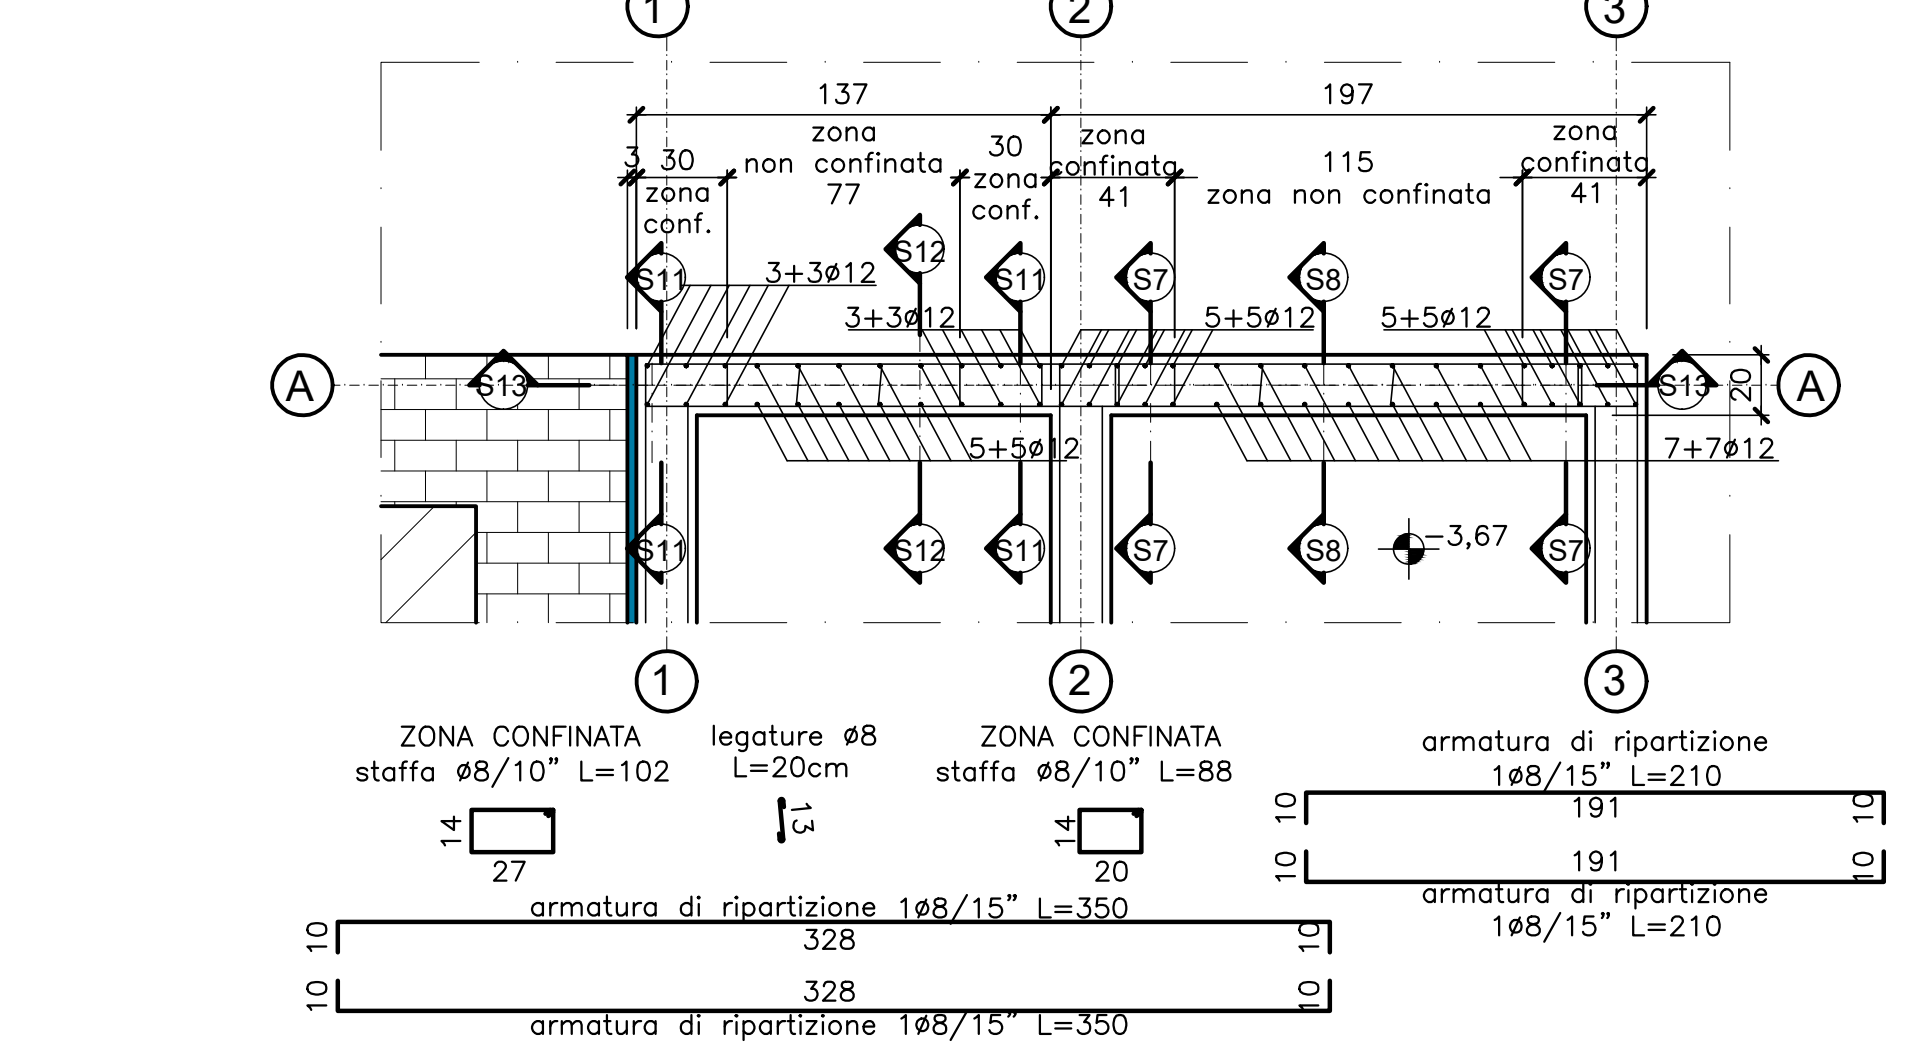 1 2 3
137 197
zona
non confinata
77
3 30
zona
conf.
30
zona
conf.
zona
confinata
41
115
zona non confinata
zona
confinata
41
S11 S12 S11 S7 S8 S7
3+3ø12
3+3ø12 5+5ø12 5+5ø12
A S13 S13 20 A
5+5ø12 7+7ø12
-3,67
S11 S12 S11 S7 S8 S7
1 2 3
ZONA CONFINATA
staffa ø8/10” L=102
14
27
legature ø8
L=20cm
13
ZONA CONFINATA
staffa ø8/10” L=88
14
20
armatura di ripartizione
1ø8/15” L=210
10 191 10
10 191 10
armatura di ripartizione
1ø8/15” L=210
armatura di ripartizione 1ø8/15” L=350
10 328 10
10 328 10
armatura di ripartizione 1ø8/15” L=350